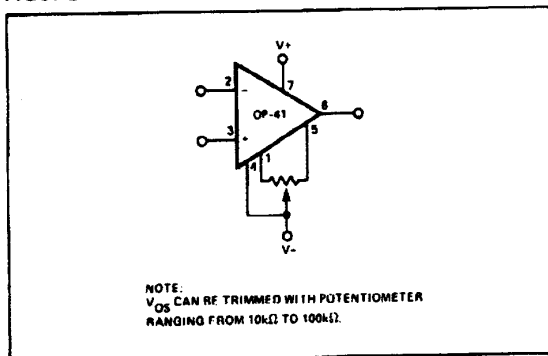 V+
2
7
-
OP-41
6
3
+
5
1
4
V-
NOTE:
VOS CAN BE TRIMMED WITH POTENTIOMETER
RANGING FROM 10kΩ TO 100kΩ.